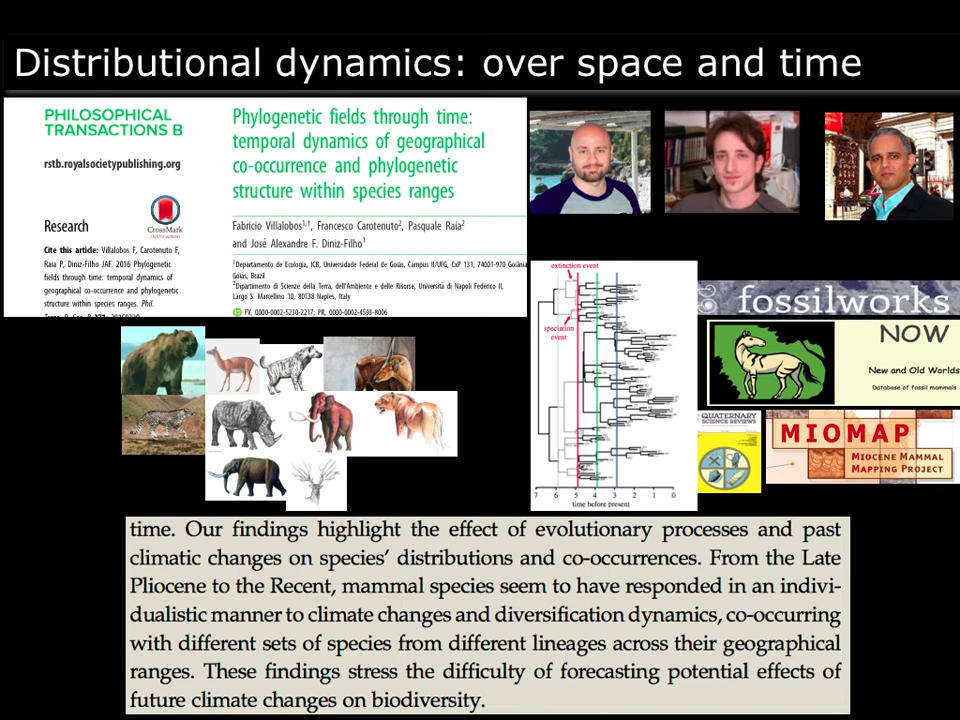 Distributional dynamics: over space and time
PHILOSOPHICAL
TRANSACTIONS B
rstb.royalsocietypublishing.org
Research
CrossMark
Cite this article: Villalobos F, Carotenuto F,
Raia P, Diniz-Filho JAF. 2016 Phylogenetic
fields through time: temporal dynamics of
geographical co-occurrence and phylogenetic
structure within species ranges. Phil.
Phylogenetic fields through time:
temporal dynamics of geographical
co-occurrence and phylogenetic
structure within species ranges
Fabricio Villalobos1,†, Francesco Carotenuto2, Pasquale Raia2
and José Alexandre F. Diniz-Filho1
1Departamento de Ecologia, ICB, Universidade Federal de Goiás, Campus II/UFG, CxP 131, 74001-970 Goiânia
Goiás, Brazil
2Dipartimento di Scienze della Terra, dell'Ambiente e delle Risorse, Università di Napoli Federico II,
Largo S. Marcellino 10, 80138 Naples, Italy
FV, 0000-0002-5230-2217; PR, 0000-0002-4593-8006
extinction event
speciation
event
7 6 5 4 3 2 1 0
time before present
fossilworks
NOW
New and Old Worlds
Database of fossil mammals
QUATERNARY
SCIENCE REVIEWS
MIOMAP
MIOCENE MAMMAL
MAPPING PROJECT
time. Our findings highlight the effect of evolutionary processes and past
climatic changes on species' distributions and co-occurrences. From the Late
Pliocene to the Recent, mammal species seem to have responded in an indivi-
dualistic manner to climate changes and diversification dynamics, co-occurring
with different sets of species from different lineages across their geographical
ranges. These findings stress the difficulty of forecasting potential effects of
future climate changes on biodiversity.